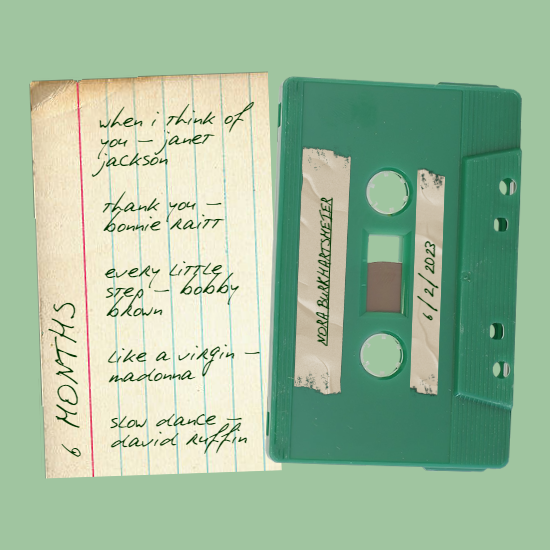 when i think of
you – janet
jackson
thank you –
bonnie raitt
every little
step – bobby
brown
like a virgin –
madonna
slow dance –
david ruffin
6 MONTHS
NORA BURKHARTSMEIER
6/2/2023